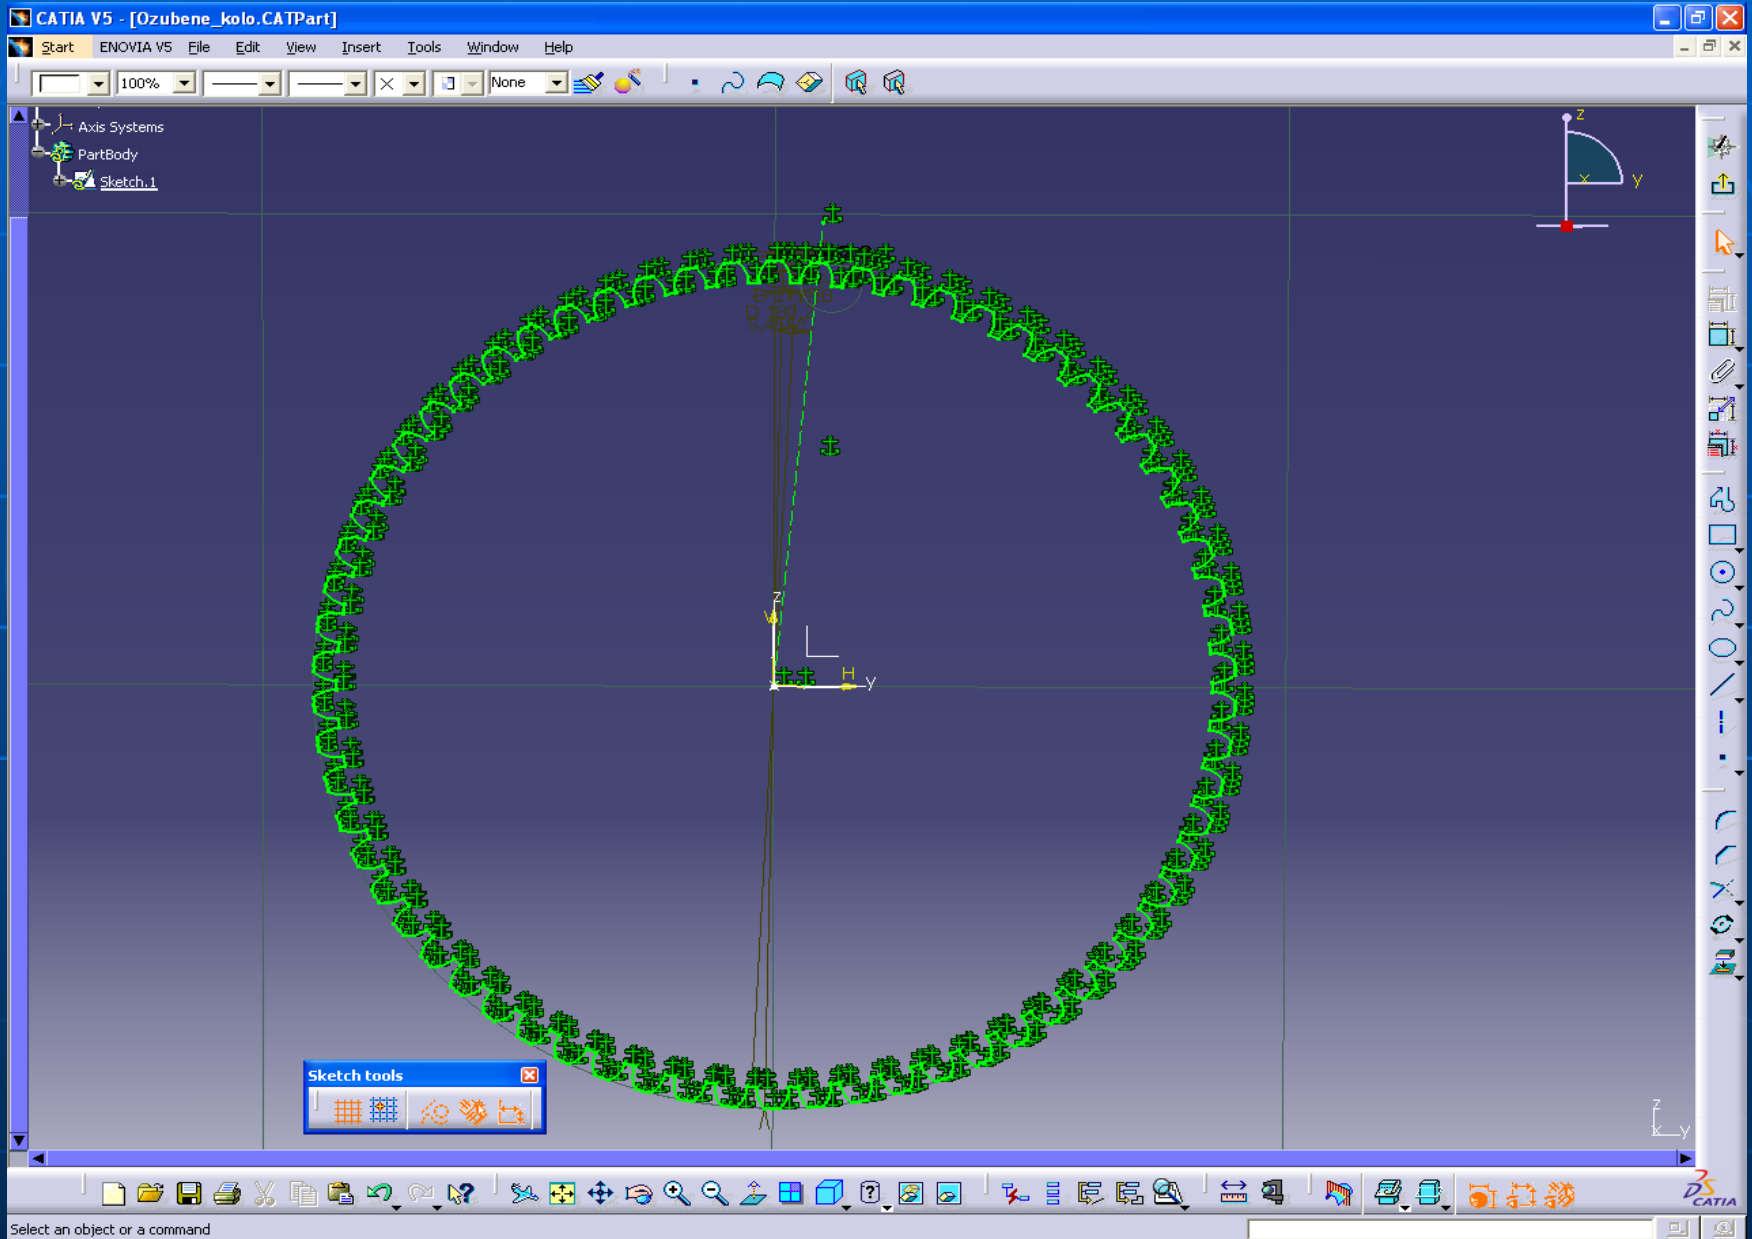 CATIA V5 - [Ozubene_kolo.CATPart]
Start ENOVIA V5 File Edit View Insert Tools Window Help
100% None
Axis Systems
PartBody
Sketch.1
z
x y
z
V
H
y
Sketch tools
z
x y
DS CATIA
Select an object or a command